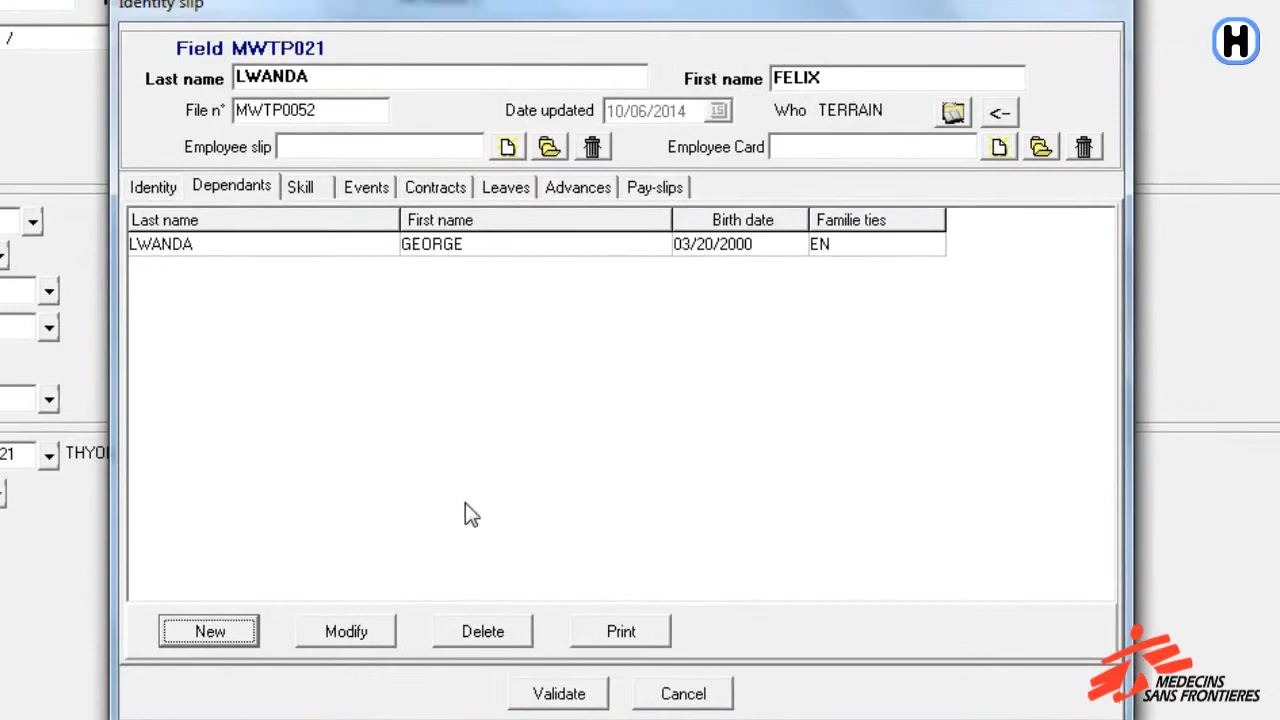 Identity slip
/
H
Field MWTP021
Last name LWANDA First name FELIX
File n° MWTP0052 Date updated 10/06/2014 15 Who TERRAIN <-
Employee slip Employee Card
Identity Dependants Skill Events Contracts Leaves Advances Pay-slips
Last name First name Birth date Familie ties
LWANDA GEORGE 03/20/2000 EN
21 THYO
New Modify Delete Print
Validate Cancel
MEDECINS
SANS FRONTIERES